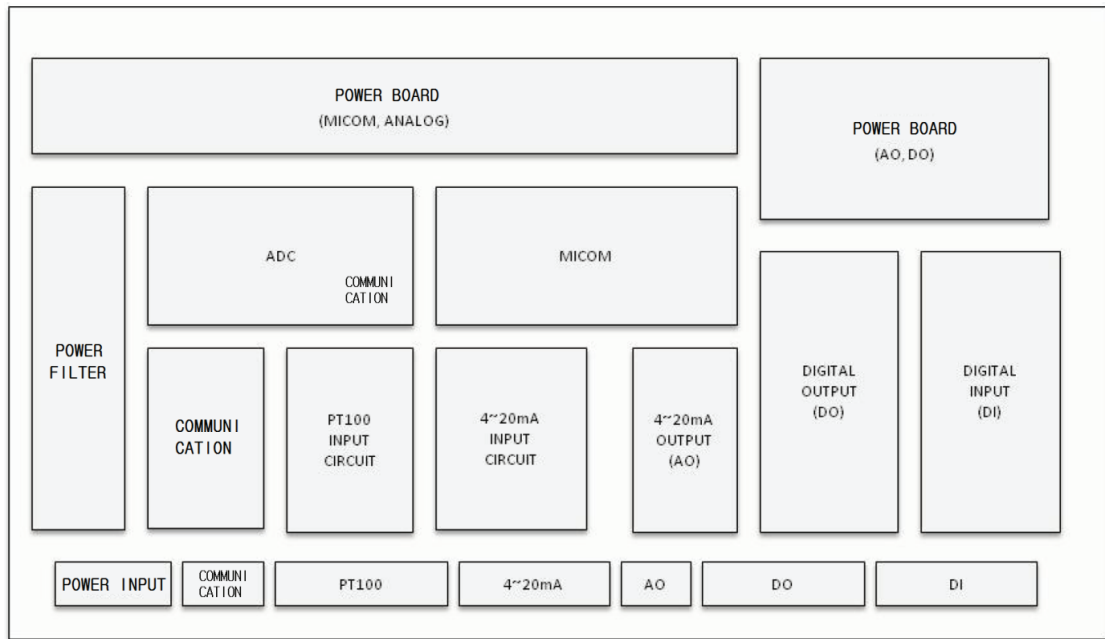 POWER BOARD
(MICOM, ANALOG)
POWER BOARD
(AO, DO)
ADC
COMMUNI
CATION
MICOM
POWER
FILTER
COMMUNI
CATION
PT100
INPUT
CIRCUIT
4~20mA
INPUT
CIRCUIT
4~20mA
OUTPUT
(AO)
DIGITAL
OUTPUT
(DO)
DIGITAL
INPUT
(DI)
POWER INPUT
COMMUNI
CATION
PT100
4~20mA
AO
DO
DI